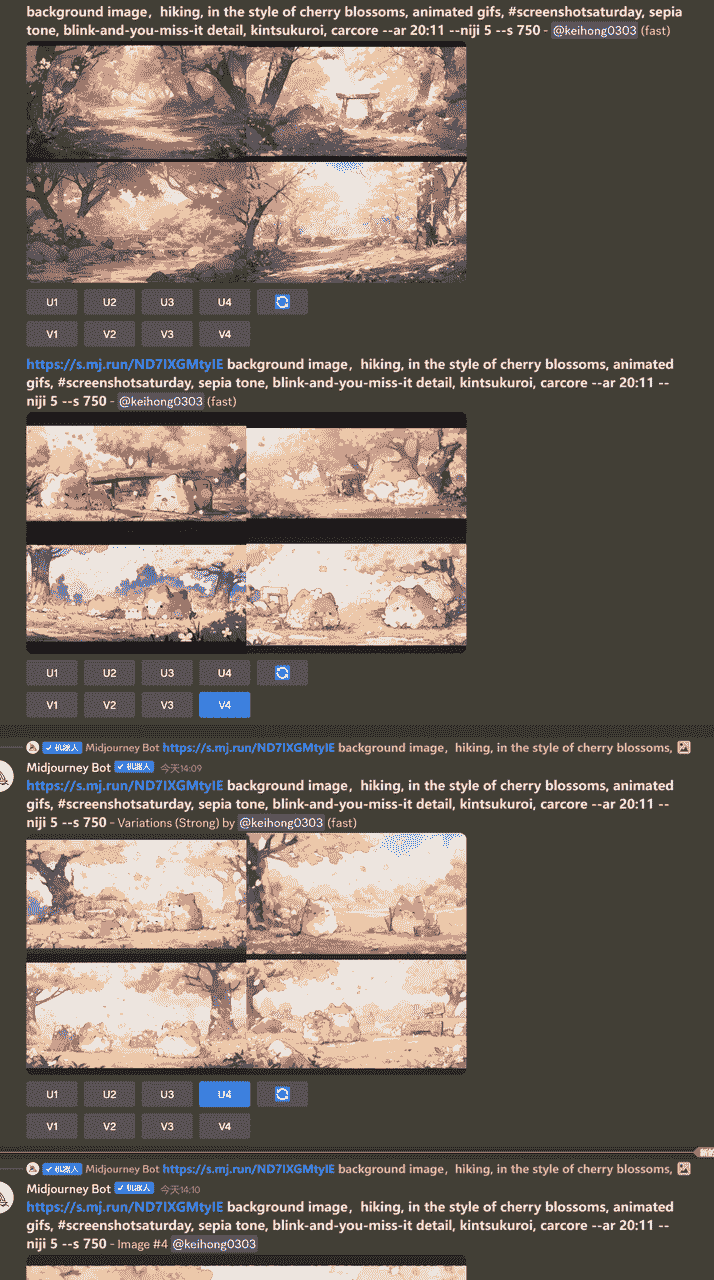 background image，hiking, in the style of cherry blossoms, animated gifs, #screenshotsaturday, sepia
tone, blink-and-you-miss-it detail, kintsukuroi, carcore --ar 20:11 --niji 5 --s 750 - @keihong0303 (fast)
U1 U2 U3 U4
V1 V2 V3 V4
https://s.mj.run/ND7lXGMtyIE background image，hiking, in the style of cherry blossoms, animated
gifs, #screenshotsaturday, sepia tone, blink-and-you-miss-it detail, kintsukuroi, carcore --ar 20:11 --
niji 5 --s 750 - @keihong0303 (fast)
U1 U2 U3 U4
V1 V2 V3 V4
✓ 机器人 Midjourney Bot https://s.mj.run/ND7lXGMtyIE background image，hiking, in the style of cherry blossoms,
Midjourney Bot ✓ 机器人 今天14:09
https://s.mj.run/ND7lXGMtyIE background image，hiking, in the style of cherry blossoms, animated
gifs, #screenshotsaturday, sepia tone, blink-and-you-miss-it detail, kintsukuroi, carcore --ar 20:11 --
niji 5 --s 750 - Variations (Strong) by @keihong0303 (fast)
U1 U2 U3 U4
V1 V2 V3 V4
✓ 机器人 Midjourney Bot https://s.mj.run/ND7lXGMtyIE background image，hiking, in the style of cherry blossoms,
Midjourney Bot ✓ 机器人 今天14:10
https://s.mj.run/ND7lXGMtyIE background image，hiking, in the style of cherry blossoms, animated
gifs, #screenshotsaturday, sepia tone, blink-and-you-miss-it detail, kintsukuroi, carcore --ar 20:11 --
niji 5 --s 750 - Image #4 @keihong0303